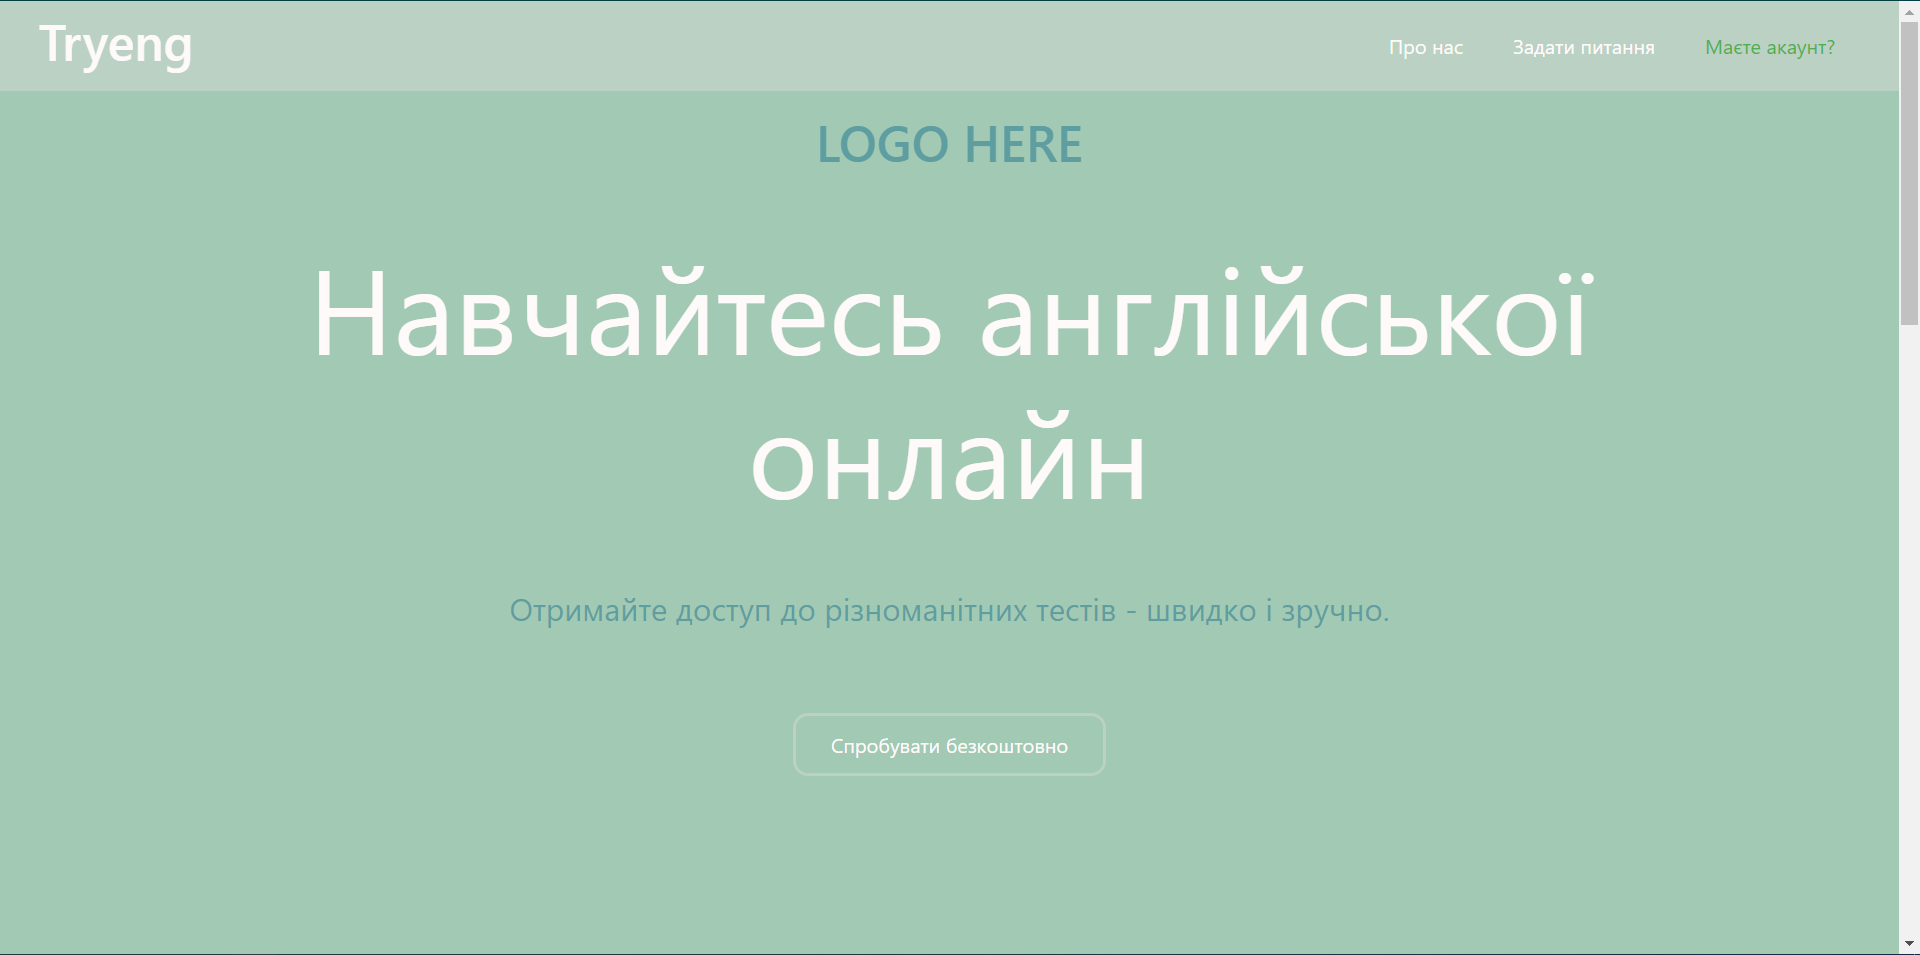 Tryeng
Про нас
Задати питання
Маєте акаунт?
LOGO HERE
Навчайтесь англійської
онлайн
Отримайте доступ до різноманітних тестів - швидко і зручно.
Спробувати безкоштовно